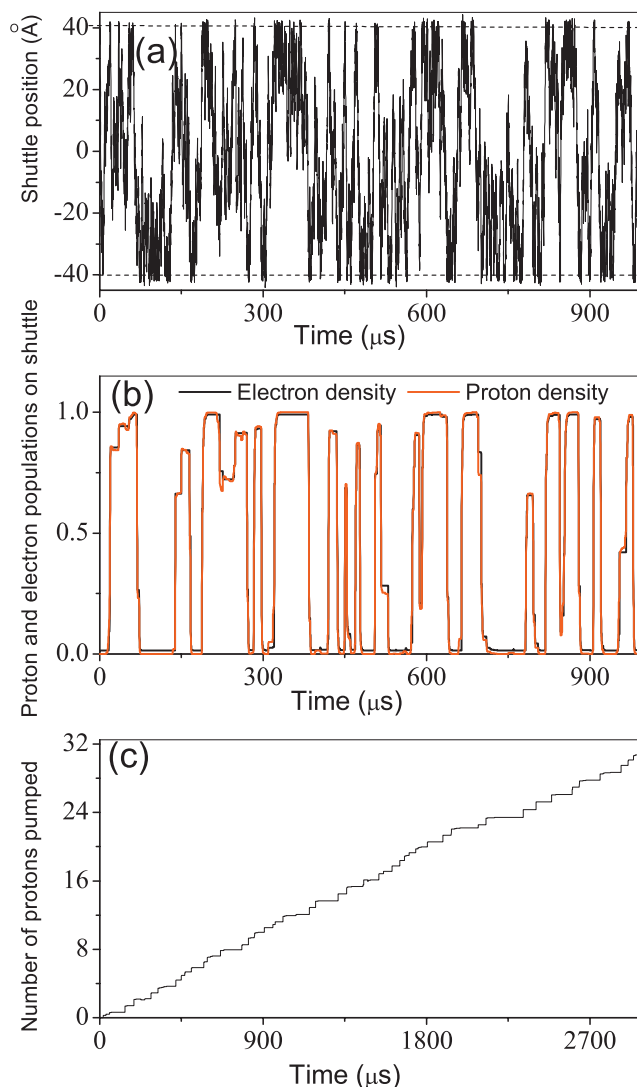 Shuttle position (Å)
40
20
0
-20
-40
(a)
0
300
600
900
Time (μs)
Proton and electron populations on shuttle
(b)
Electron density
Proton density
1.0
0.5
0.0
0
300
600
900
Time (μs)
Number of protons pumped
(c)
32
24
16
8
0
0
900
1800
2700
Time (μs)